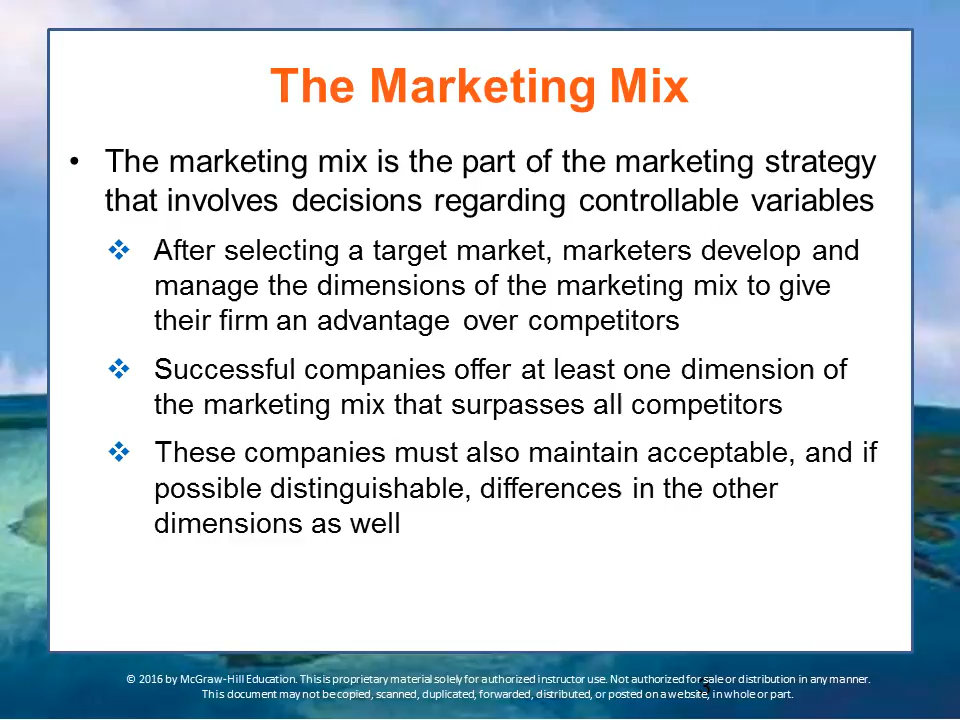 The Marketing Mix
• The marketing mix is the part of the marketing strategy
that involves decisions regarding controllable variables
❖ After selecting a target market, marketers develop and
manage the dimensions of the marketing mix to give
their firm an advantage over competitors
❖ Successful companies offer at least one dimension of
the marketing mix that surpasses all competitors
❖ These companies must also maintain acceptable, and if
possible distinguishable, differences in the other
dimensions as well
© 2016 by McGraw-Hill Education. This is proprietary material solely for authorized instructor use. Not authorized for sale or distribution in any manner.
This document may not be copied, scanned, duplicated, forwarded, distributed, or posted on a website, in whole or part.